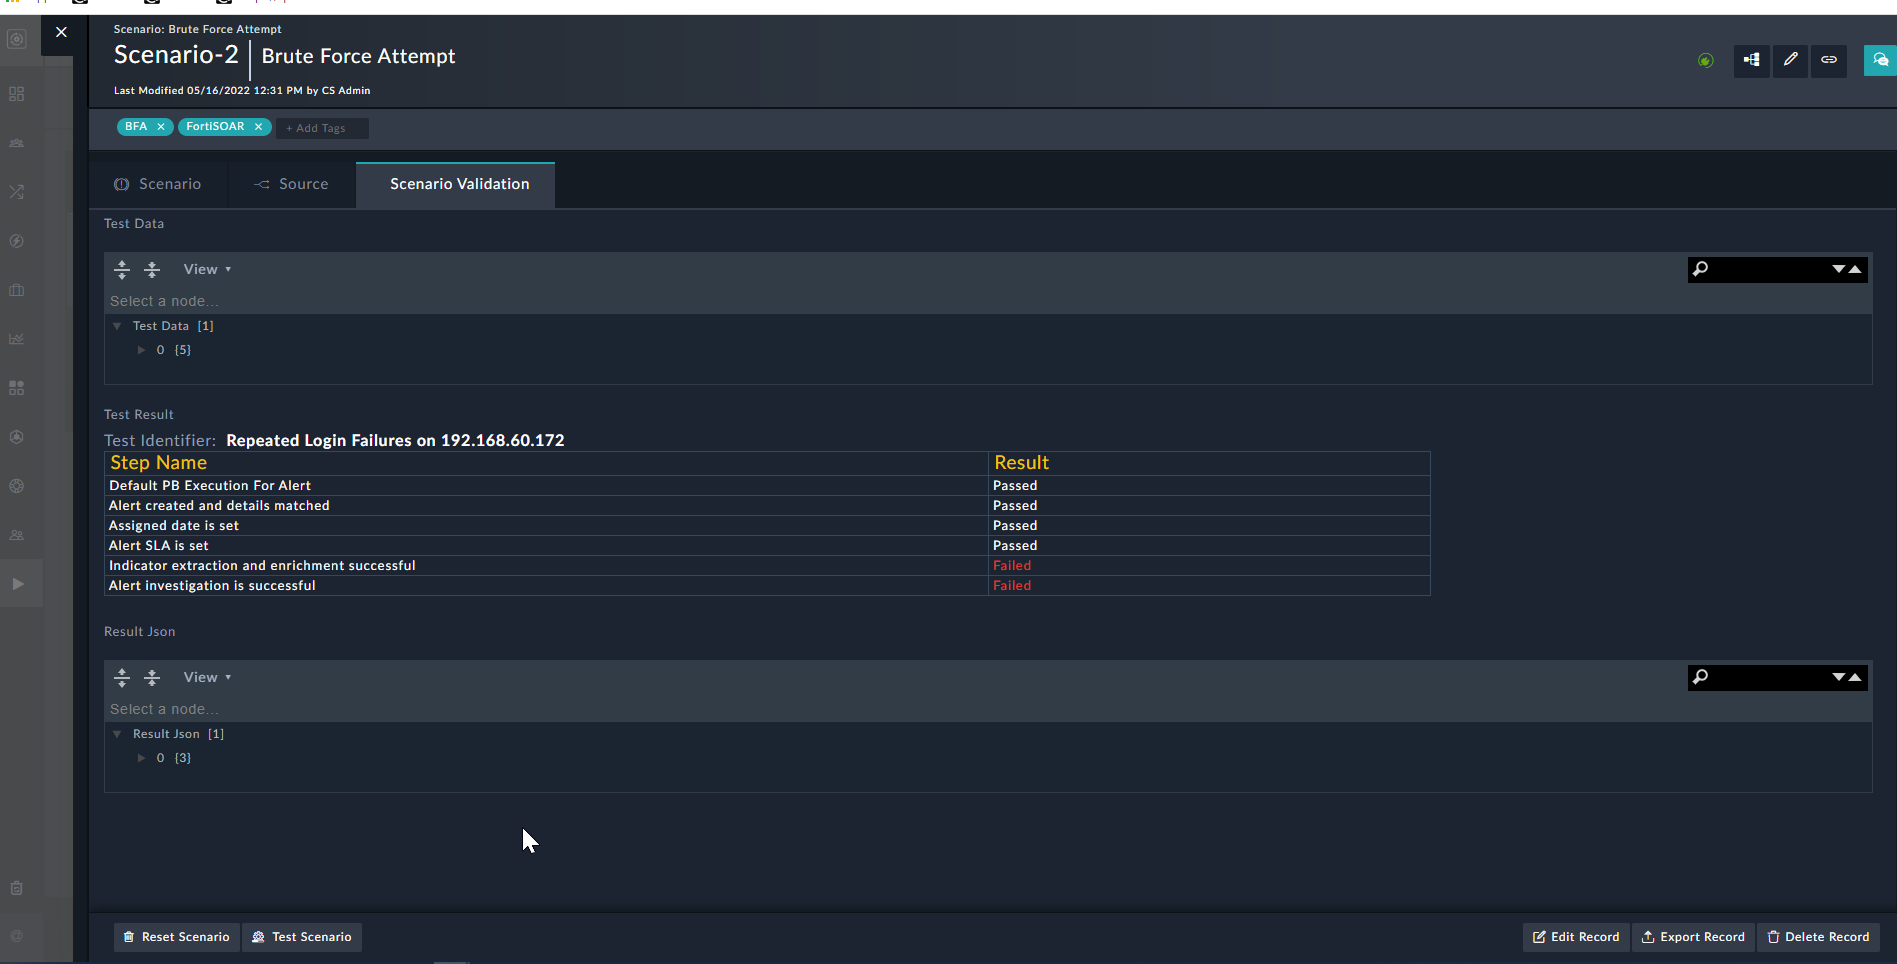 Scenario: Brute Force Attempt
Scenario-2 | Brute Force Attempt
Last Modified 05/16/2022 12:31 PM by CS Admin
BFA × FortiSOAR × + Add Tags
Scenario Source Scenario Validation
Test Data
View
Select a node...
Test Data [1]
0 {5}
Test Result
Test Identifier: Repeated Login Failures on 192.168.60.172
Step Name Result
Default PB Execution For Alert Passed
Alert created and details matched Passed
Assigned date is set Passed
Alert SLA is set Passed
Indicator extraction and enrichment successful Failed
Alert investigation is successful Failed
Result Json
View
Select a node...
Result Json [1]
0 {3}
Reset Scenario Test Scenario Edit Record Export Record Delete Record